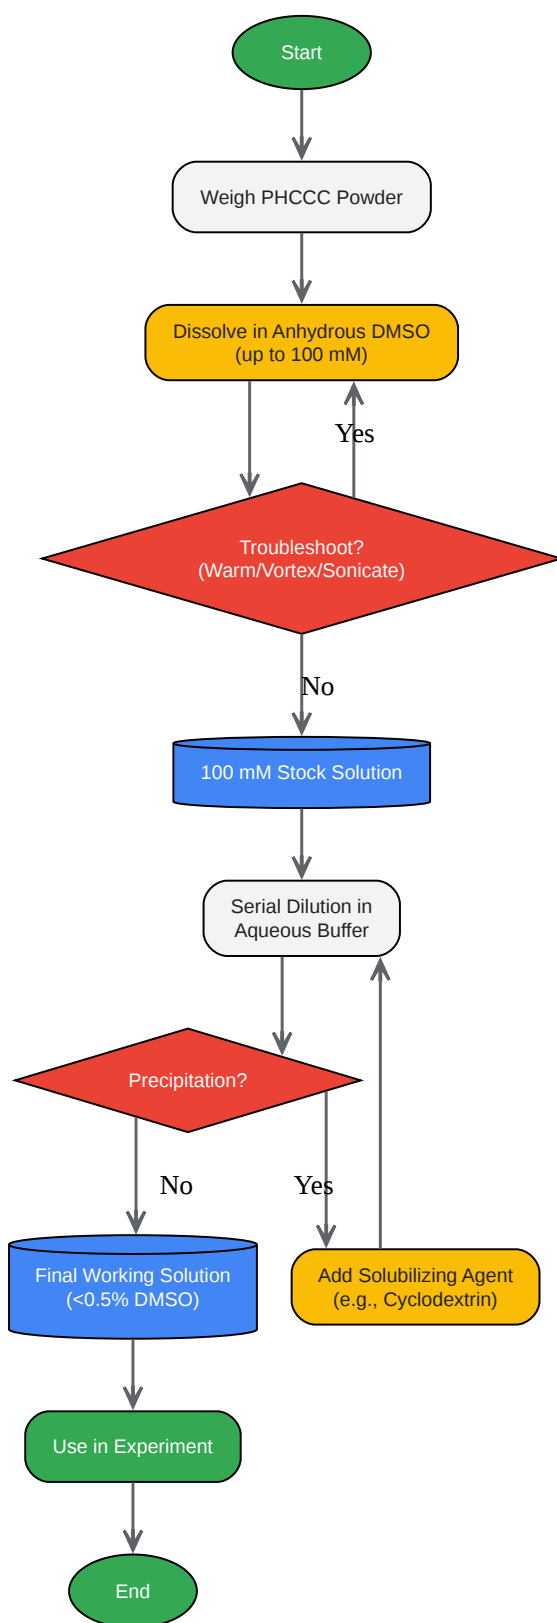 Start
Weigh PHCCC Powder
Dissolve in Anhydrous DMSO
(up to 100 mM)
Yes
Troubleshoot?
(Warm/Vortex/Sonicate)
No
100 mM Stock Solution
Serial Dilution in
Aqueous Buffer
Precipitation?
No
Yes
Final Working Solution
(<0.5% DMSO)
Add Solubilizing Agent
(e.g., Cyclodextrin)
Use in Experiment
End